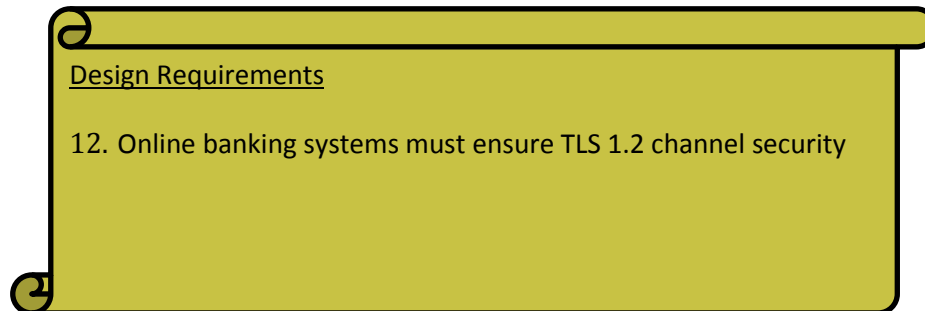 Design Requirements
12. Online banking systems must ensure TLS 1.2 channel security